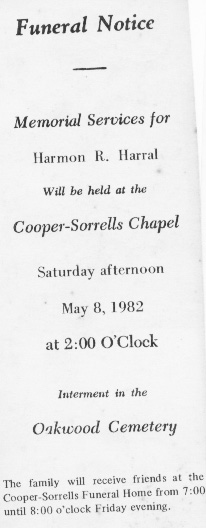 Funeral Notice
Memorial Services for
Harmon R. Harral
Will be held at the
Cooper-Sorrells Chapel
Saturday afternoon
May 8, 1982
at 2:00 O'Clock
Interment in the
Oakwood Cemetery
The family will receive friends at the
Cooper-Sorrells Funeral Home from 7:00
until 8:00 o'clock Friday evening.